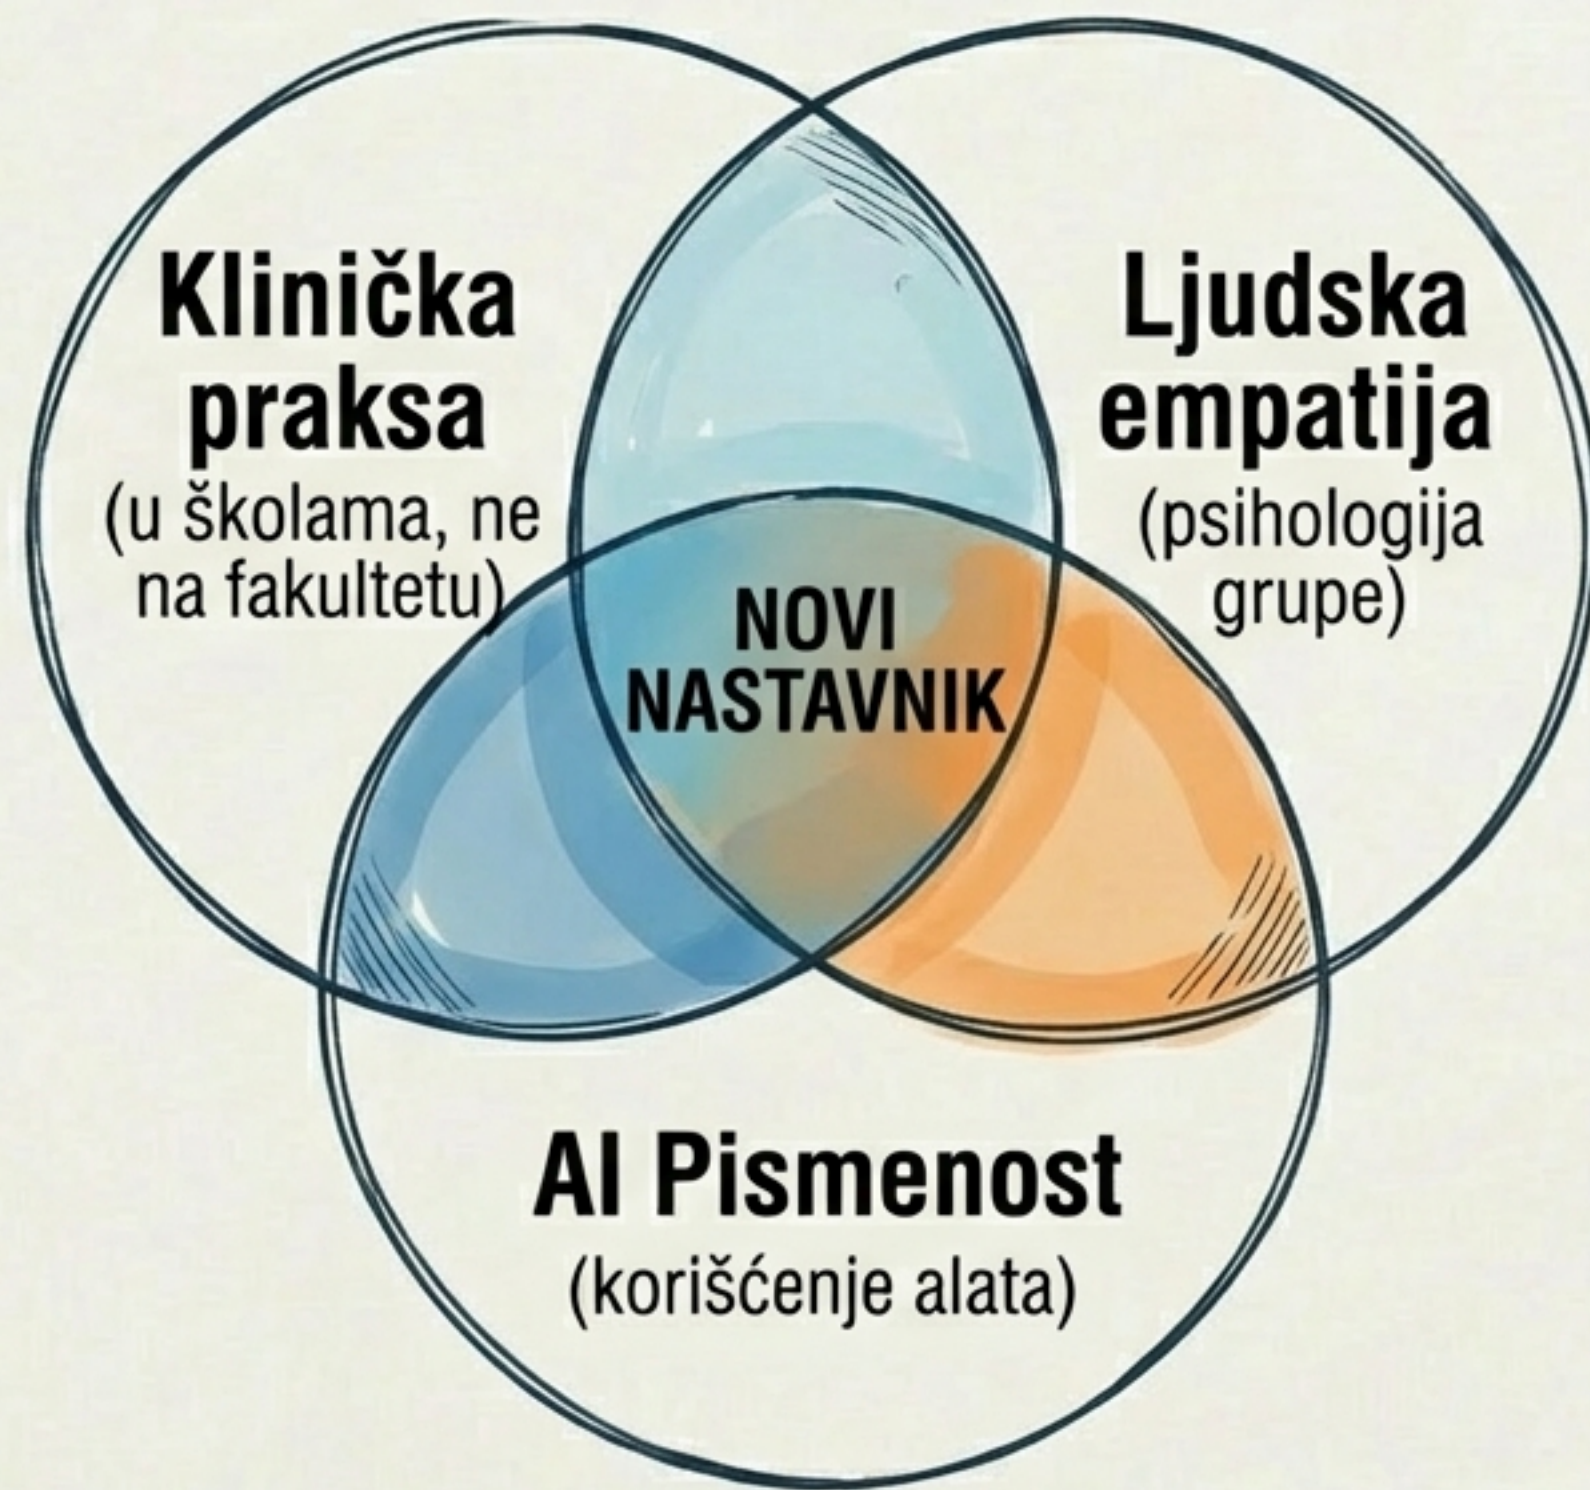 Klinička
praksa
(u školama, ne
na fakultetu)
Ljudska
empatija
(psihologija
grupe)
NOVI
NASTAVNIK
AI Pismenost
(korišćenje alata)